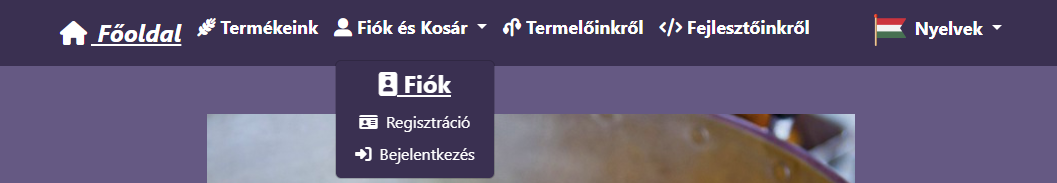 Főoldal Termékeink Fiók és Kosár Termelőinkről Fejlesztőinkről Nyelvek
Fiók
Regisztráció
Bejelentkezés